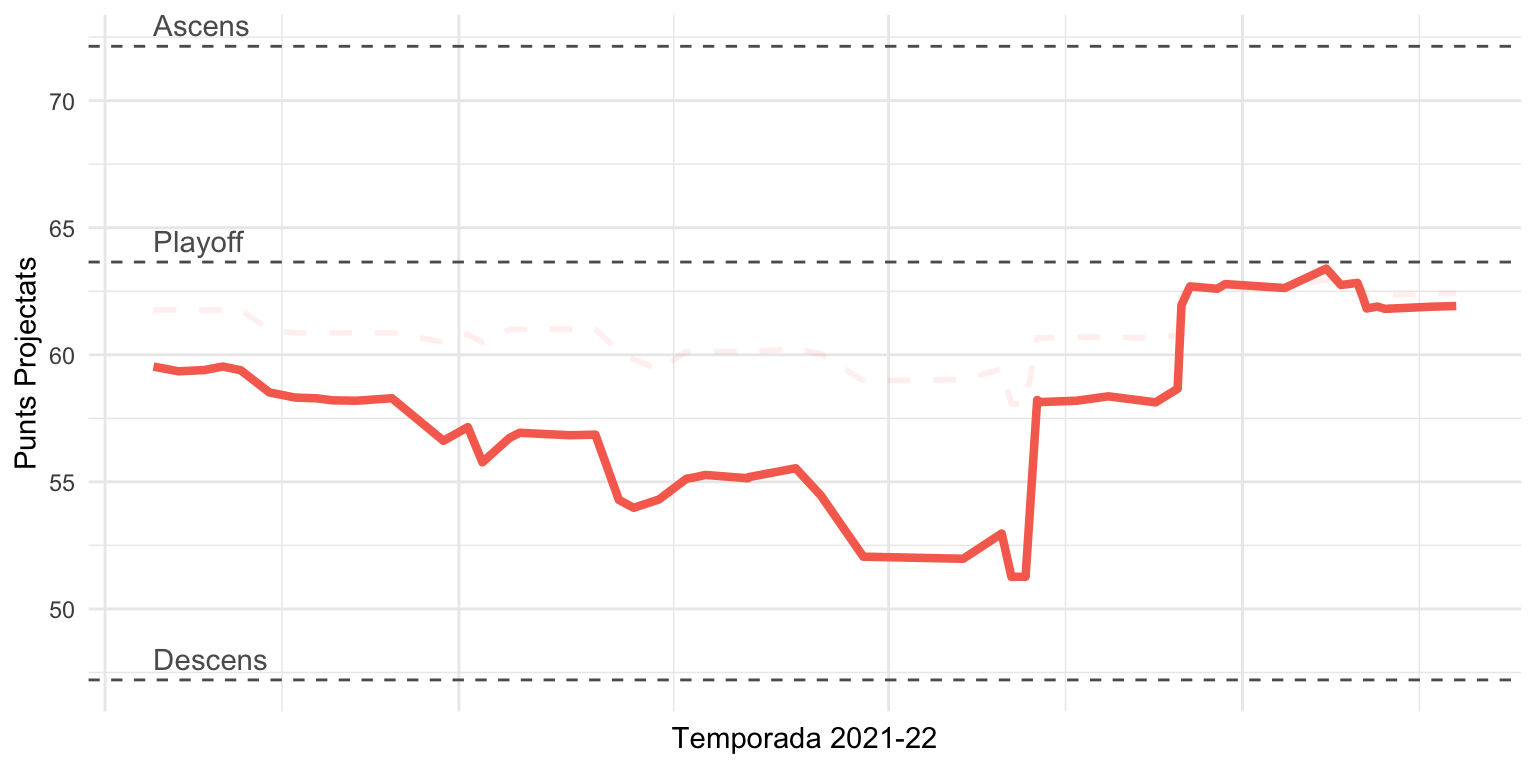 Ascens
70
65
Playoff
60
55
50
Descens
Punts Projectats
Temporada 2021-22